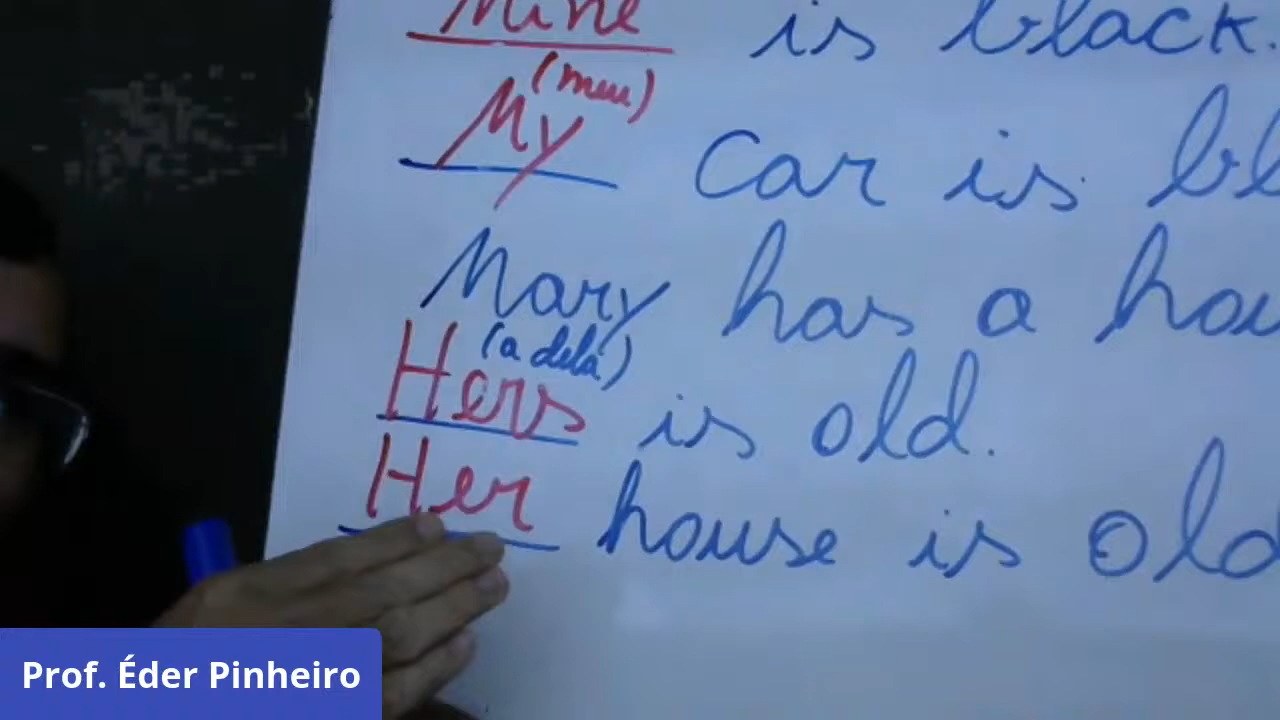 Mine is black.
(meu)
My car is bl
Mary has a hou
(a dela)
Hers is old.
Her house is old
Prof. Éder Pinheiro